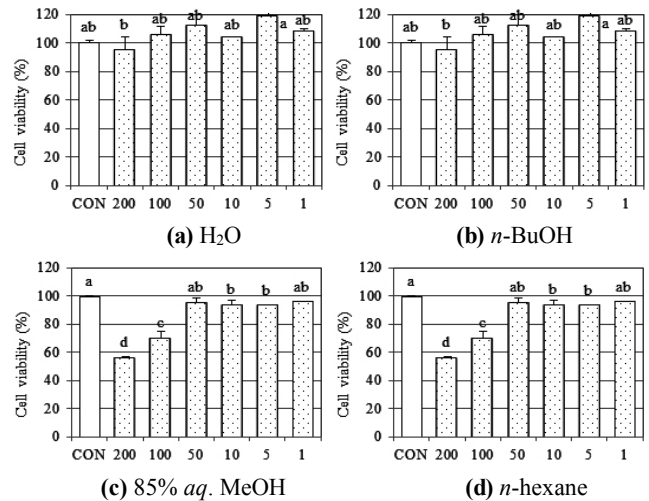 ab b ab ab ab a ab
120
100
80
60
40
20
0
Cell viability (%)
CON 200 100 50 10 5 1
(a) H₂O
ab b ab ab ab a ab
120
100
80
60
40
20
0
Cell viability (%)
CON 200 100 50 10 5 1
(b) n-BuOH
a d c ab b b ab
120
100
80
60
40
20
0
Cell viability (%)
CON 200 100 50 10 5 1
(c) 85% aq. MeOH
a d c ab b b ab
120
100
80
60
40
20
0
Cell viability (%)
CON 200 100 50 10 5 1
(d) n-hexane